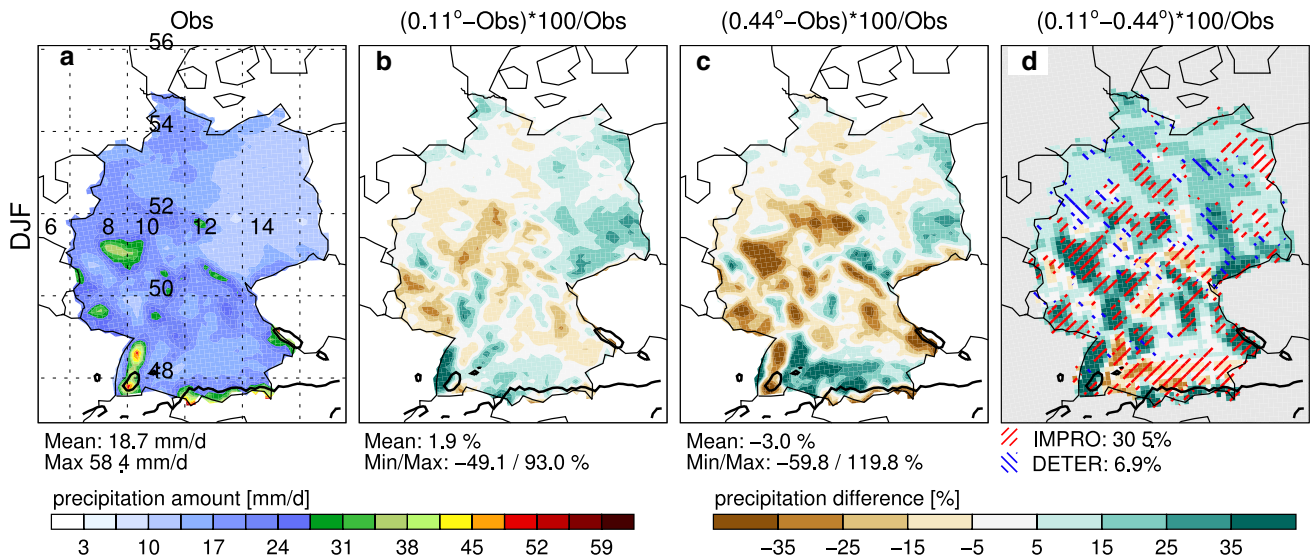 Obs
(0.11°−Obs)*100/Obs
(0.44°−Obs)*100/Obs
(0.11°−0.44°)*100/Obs
a
b
c
d
56
54
52
6 8 10 12 14
50
48
DJF
Mean: 18.7 mm/d
Max 58.4 mm/d
Mean: 1.9 %
Min/Max: −49.1 / 93.0 %
Mean: −3.0 %
Min/Max: −59.8 / 119.8 %
IMPRO: 30 5%
DETER: 6.9%
precipitation amount [mm/d]
3 10 17 24 31 38 45 52 59
precipitation difference [%]
−35 −25 −15 −5 5 15 25 35